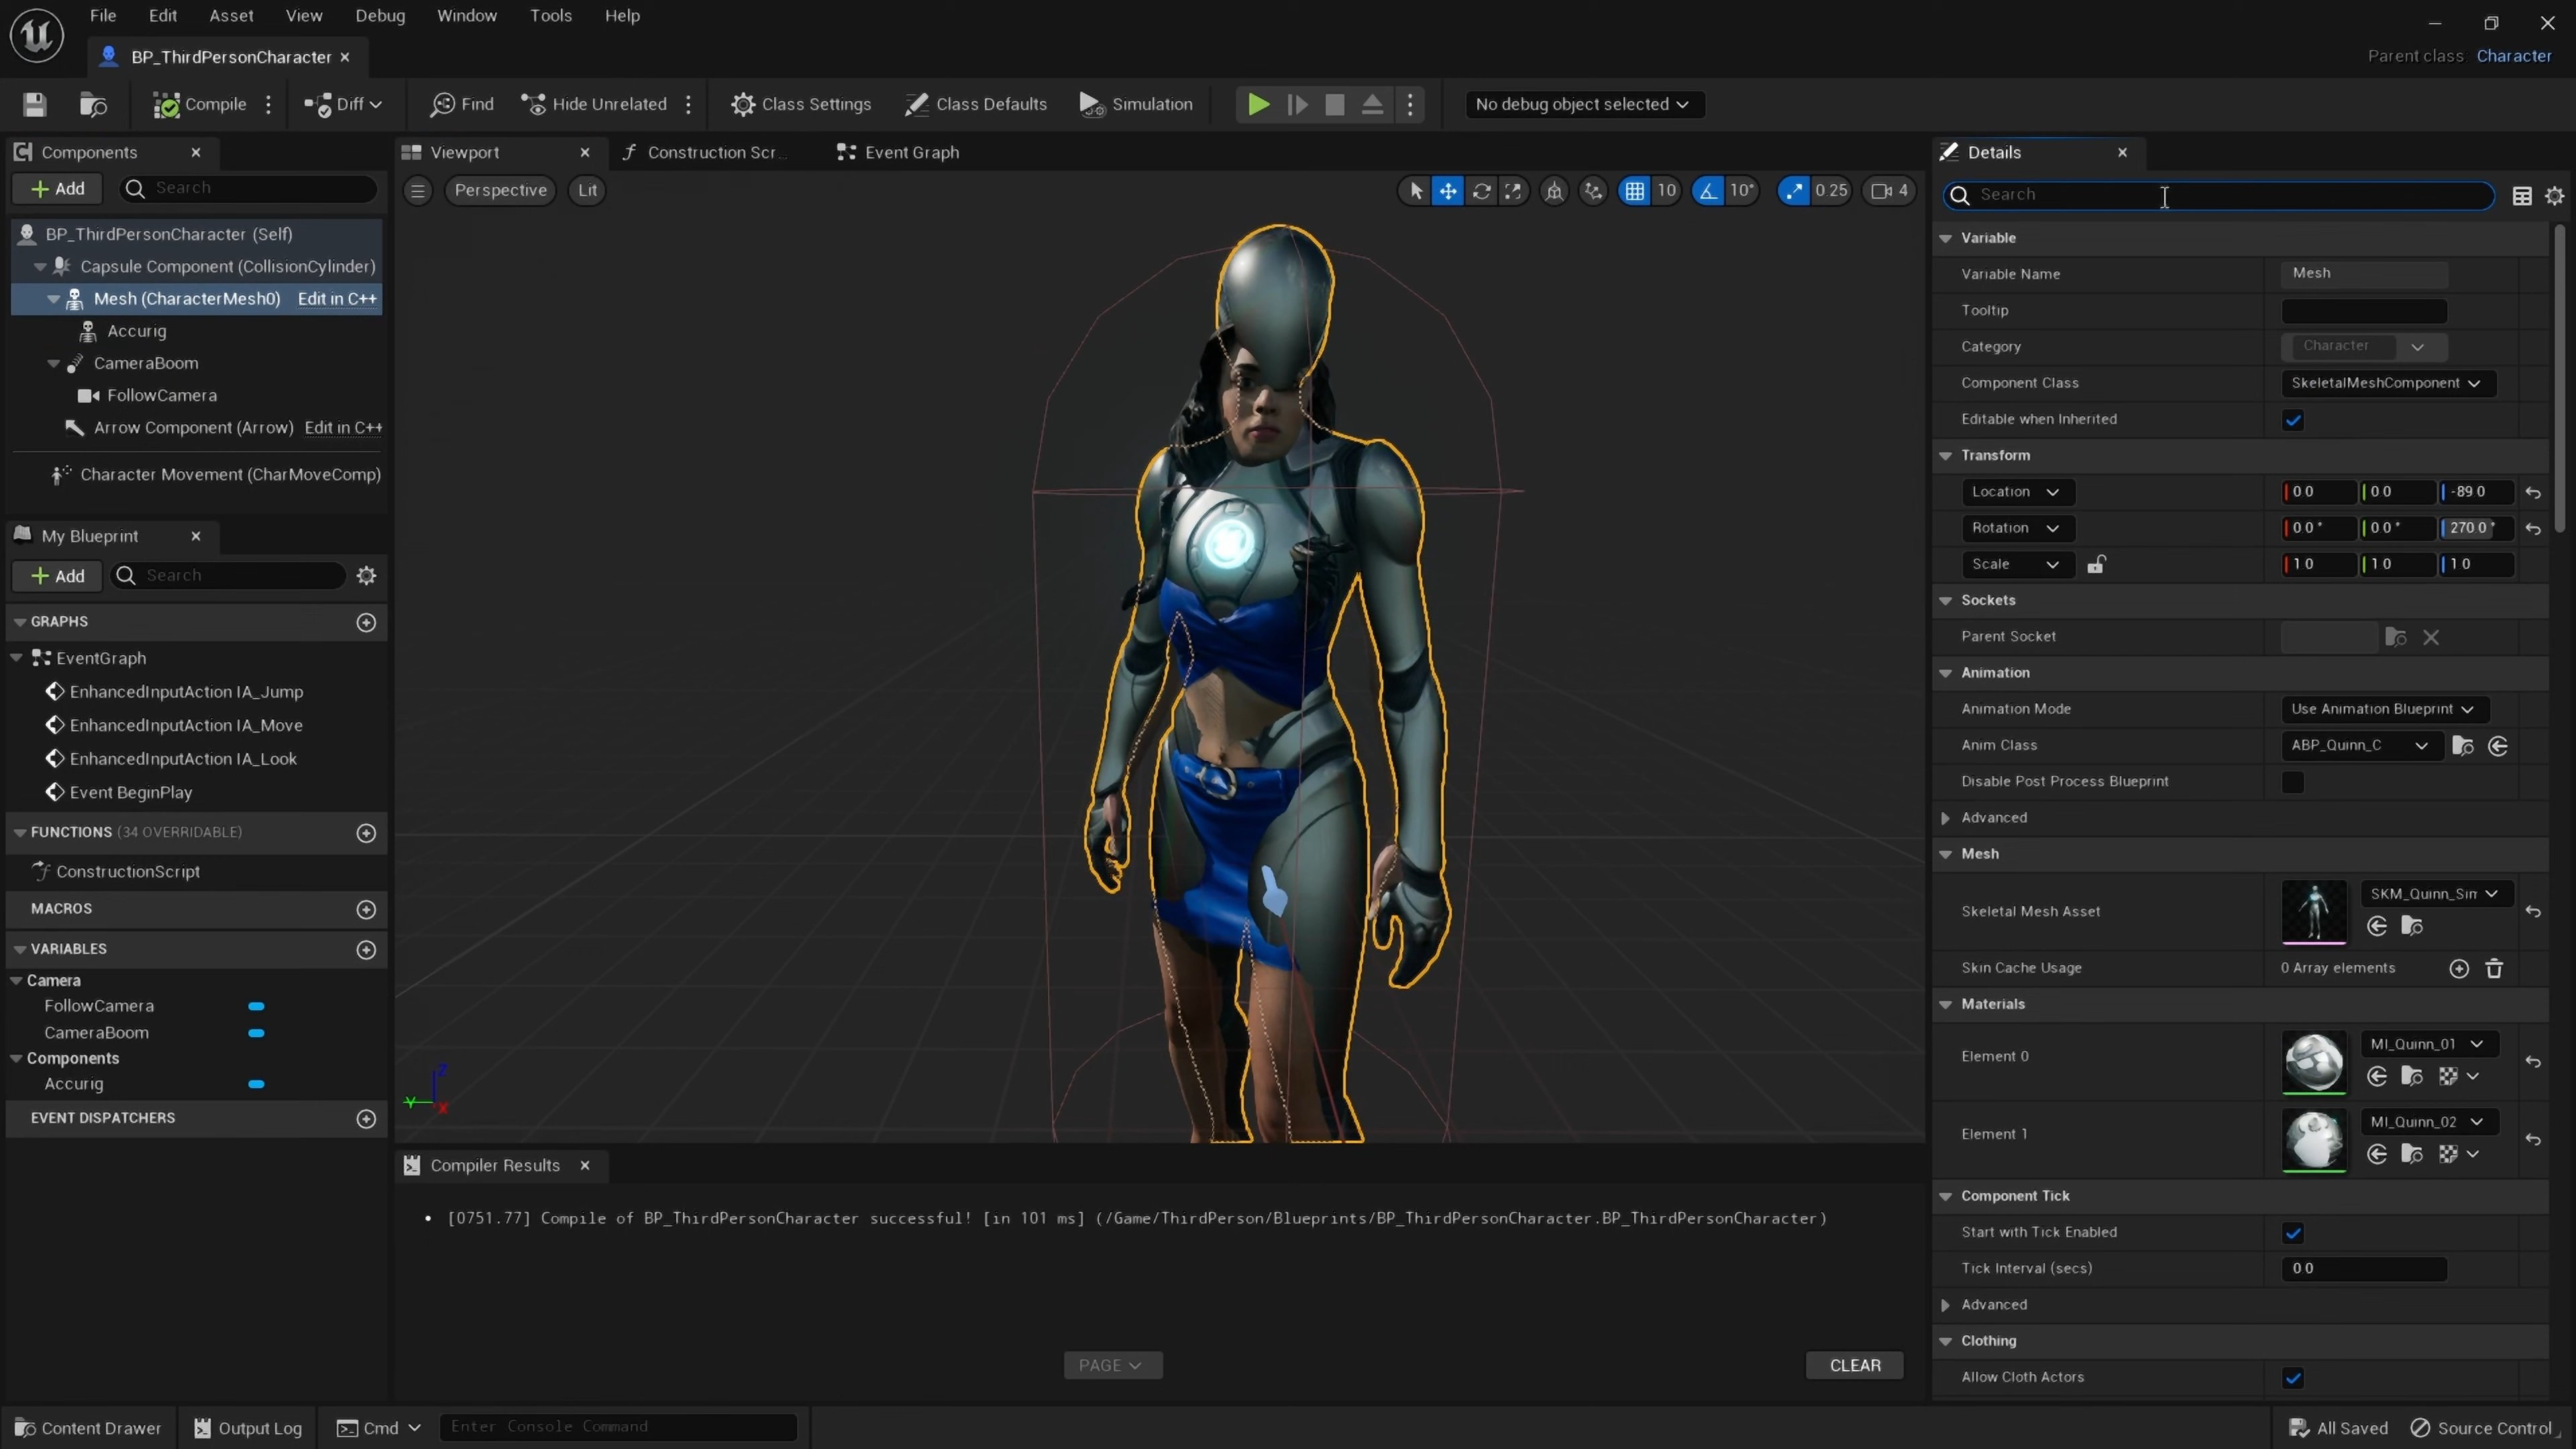 File Edit Asset View Debug Window Tools Help
BP_ThirdPersonCharacter
Parent class Character
Compile Diff Find Hide Unrelated Class Settings Class Defaults Simulation No debug object selected
Components
Add Search
BP_ThirdPersonCharacter (Self)
Capsule Component (CollisionCylinder)
Mesh (CharacterMesh0) Edit in C++
Accurig
CameraBoom
FollowCamera
Arrow Component (Arrow) Edit in C++
Character Movement (CharMoveComp)
My Blueprint
Add Search
GRAPHS
EventGraph
EnhancedInputAction IA_Jump
EnhancedInputAction IA_Move
EnhancedInputAction IA_Look
Event BeginPlay
FUNCTIONS (34 OVERRIDABLE)
ConstructionScript
MACROS
VARIABLES
Camera
FollowCamera
CameraBoom
Components
Accurig
EVENT DISPATCHERS
Viewport Construction Scr... Event Graph
Perspective Lit 10 10° 0.25 4
Z
Y X
Compiler Results
[0751.77] Compile of BP_ThirdPersonCharacter successful! [in 101 ms] (/Game/ThirdPerson/Blueprints/BP_ThirdPersonCharacter.BP_ThirdPersonCharacter)
PAGE CLEAR
Details
Search
Variable
Variable Name Mesh
Tooltip
Category Character
Component Class SkeletalMeshComponent
Editable when Inherited
Transform
Location 0.0 0.0 -89.0
Rotation 0.0° 0.0° 270.0°
Scale 1.0 1.0 1.0
Sockets
Parent Socket
Animation
Animation Mode Use Animation Blueprint
Anim Class ABP_Quinn_C
Disable Post Process Blueprint
Advanced
Mesh
Skeletal Mesh Asset SKM_Quinn_Sim
Skin Cache Usage 0 Array elements
Materials
Element 0 MI_Quinn_01
Element 1 MI_Quinn_02
Component Tick
Start with Tick Enabled
Tick Interval (secs) 0.0
Advanced
Clothing
Allow Cloth Actors
Content Drawer Output Log Cmd Enter Console Command All Saved Source Control